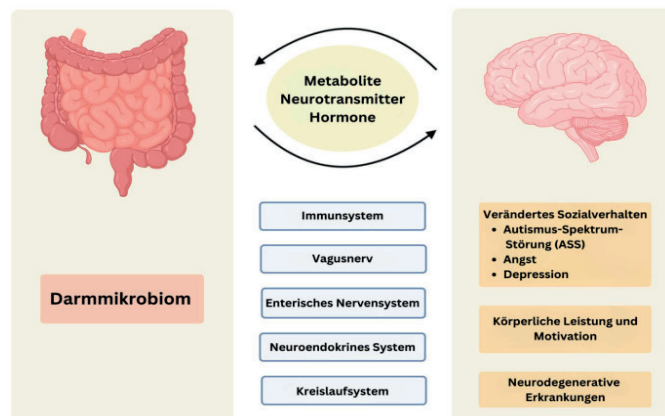 Metabolite
Neurotransmitter
Hormone
Darmmikrobiom
Immunsystem
Vagusnerv
Enterisches Nervensystem
Neuroendokrines System
Kreislaufsystem
Verändertes Sozialverhalten
• Autismus-Spektrum-
Störung (ASS)
• Angst
• Depression
Körperliche Leistung und
Motivation
Neurodegenerative
Erkrankungen